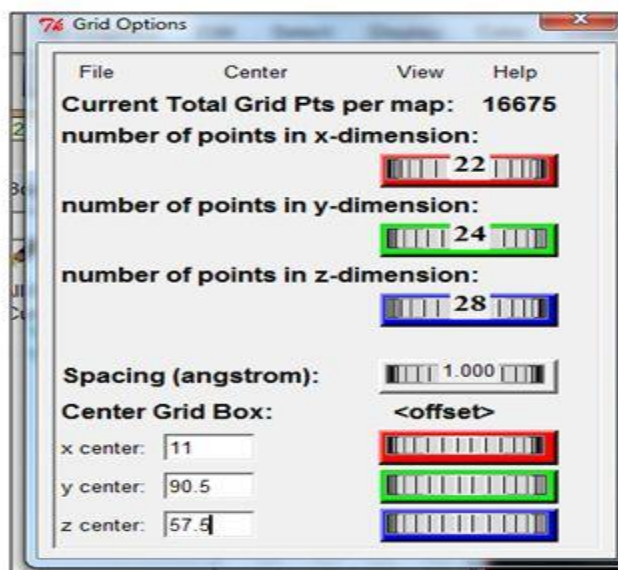 Grid Options
File Center View Help
Current Total Grid Pts per map: 16675
number of points in x-dimension:
22
number of points in y-dimension:
24
number of points in z-dimension:
28
Spacing (angstrom): 1.000
Center Grid Box: <offset>
x center: 11
y center: 90.5
z center: 57.5